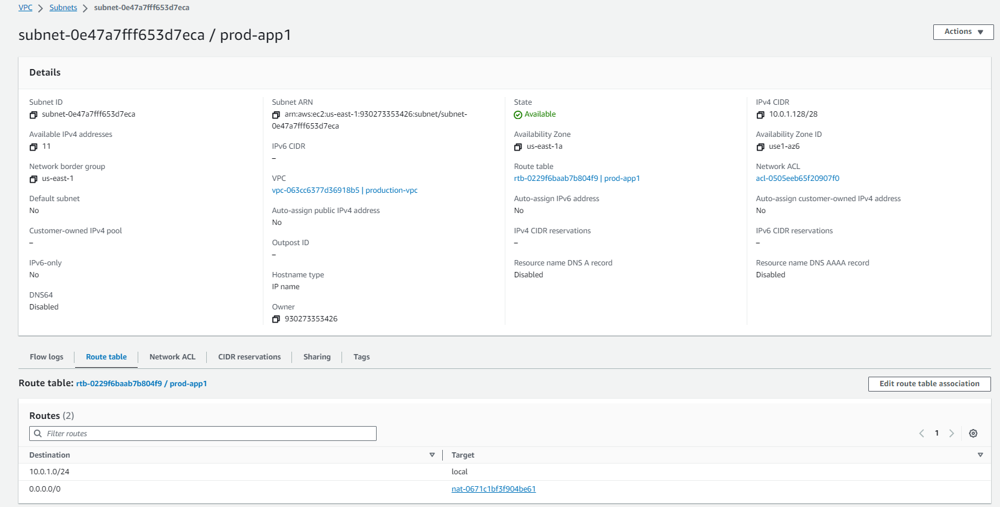 VPC > Subnets > subnet-0e47a7fff653d7eca
subnet-0e47a7fff653d7eca / prod-app1
Actions
Details
Subnet ID
subnet-0e47a7fff653d7eca
Available IPv4 addresses
11
Network border group
us-east-1
Default subnet
No
Customer-owned IPv4 pool
–
IPv6-only
No
DNS64
Disabled
Subnet ARN
arn:aws:ec2:us-east-1:930273353426:subnet/subnet-
0e47a7fff653d7eca
IPv6 CIDR
–
VPC
vpc-063cc6377d36918b5 | production-vpc
Auto-assign public IPv4 address
No
Outpost ID
–
Hostname type
IP name
Owner
930273353426
State
Available
Availability Zone
us-east-1a
Route table
rtb-0229f6baab7b804f9 | prod-app1
Auto-assign IPv6 address
No
IPv4 CIDR reservations
–
Resource name DNS A record
Disabled
IPv4 CIDR
10.0.1.128/28
Availability Zone ID
use1-az6
Network ACL
acl-0505eeb65f20907f0
Auto-assign customer-owned IPv4 address
No
IPv6 CIDR reservations
–
Resource name DNS AAAA record
Disabled
Flow logs Route table Network ACL CIDR reservations Sharing Tags
Route table: rtb-0229f6baab7b804f9 / prod-app1
Edit route table association
Routes (2)
Filter routes
1
Destination Target
10.0.1.0/24 local
0.0.0.0/0 nat-0671c1bf3f904be61